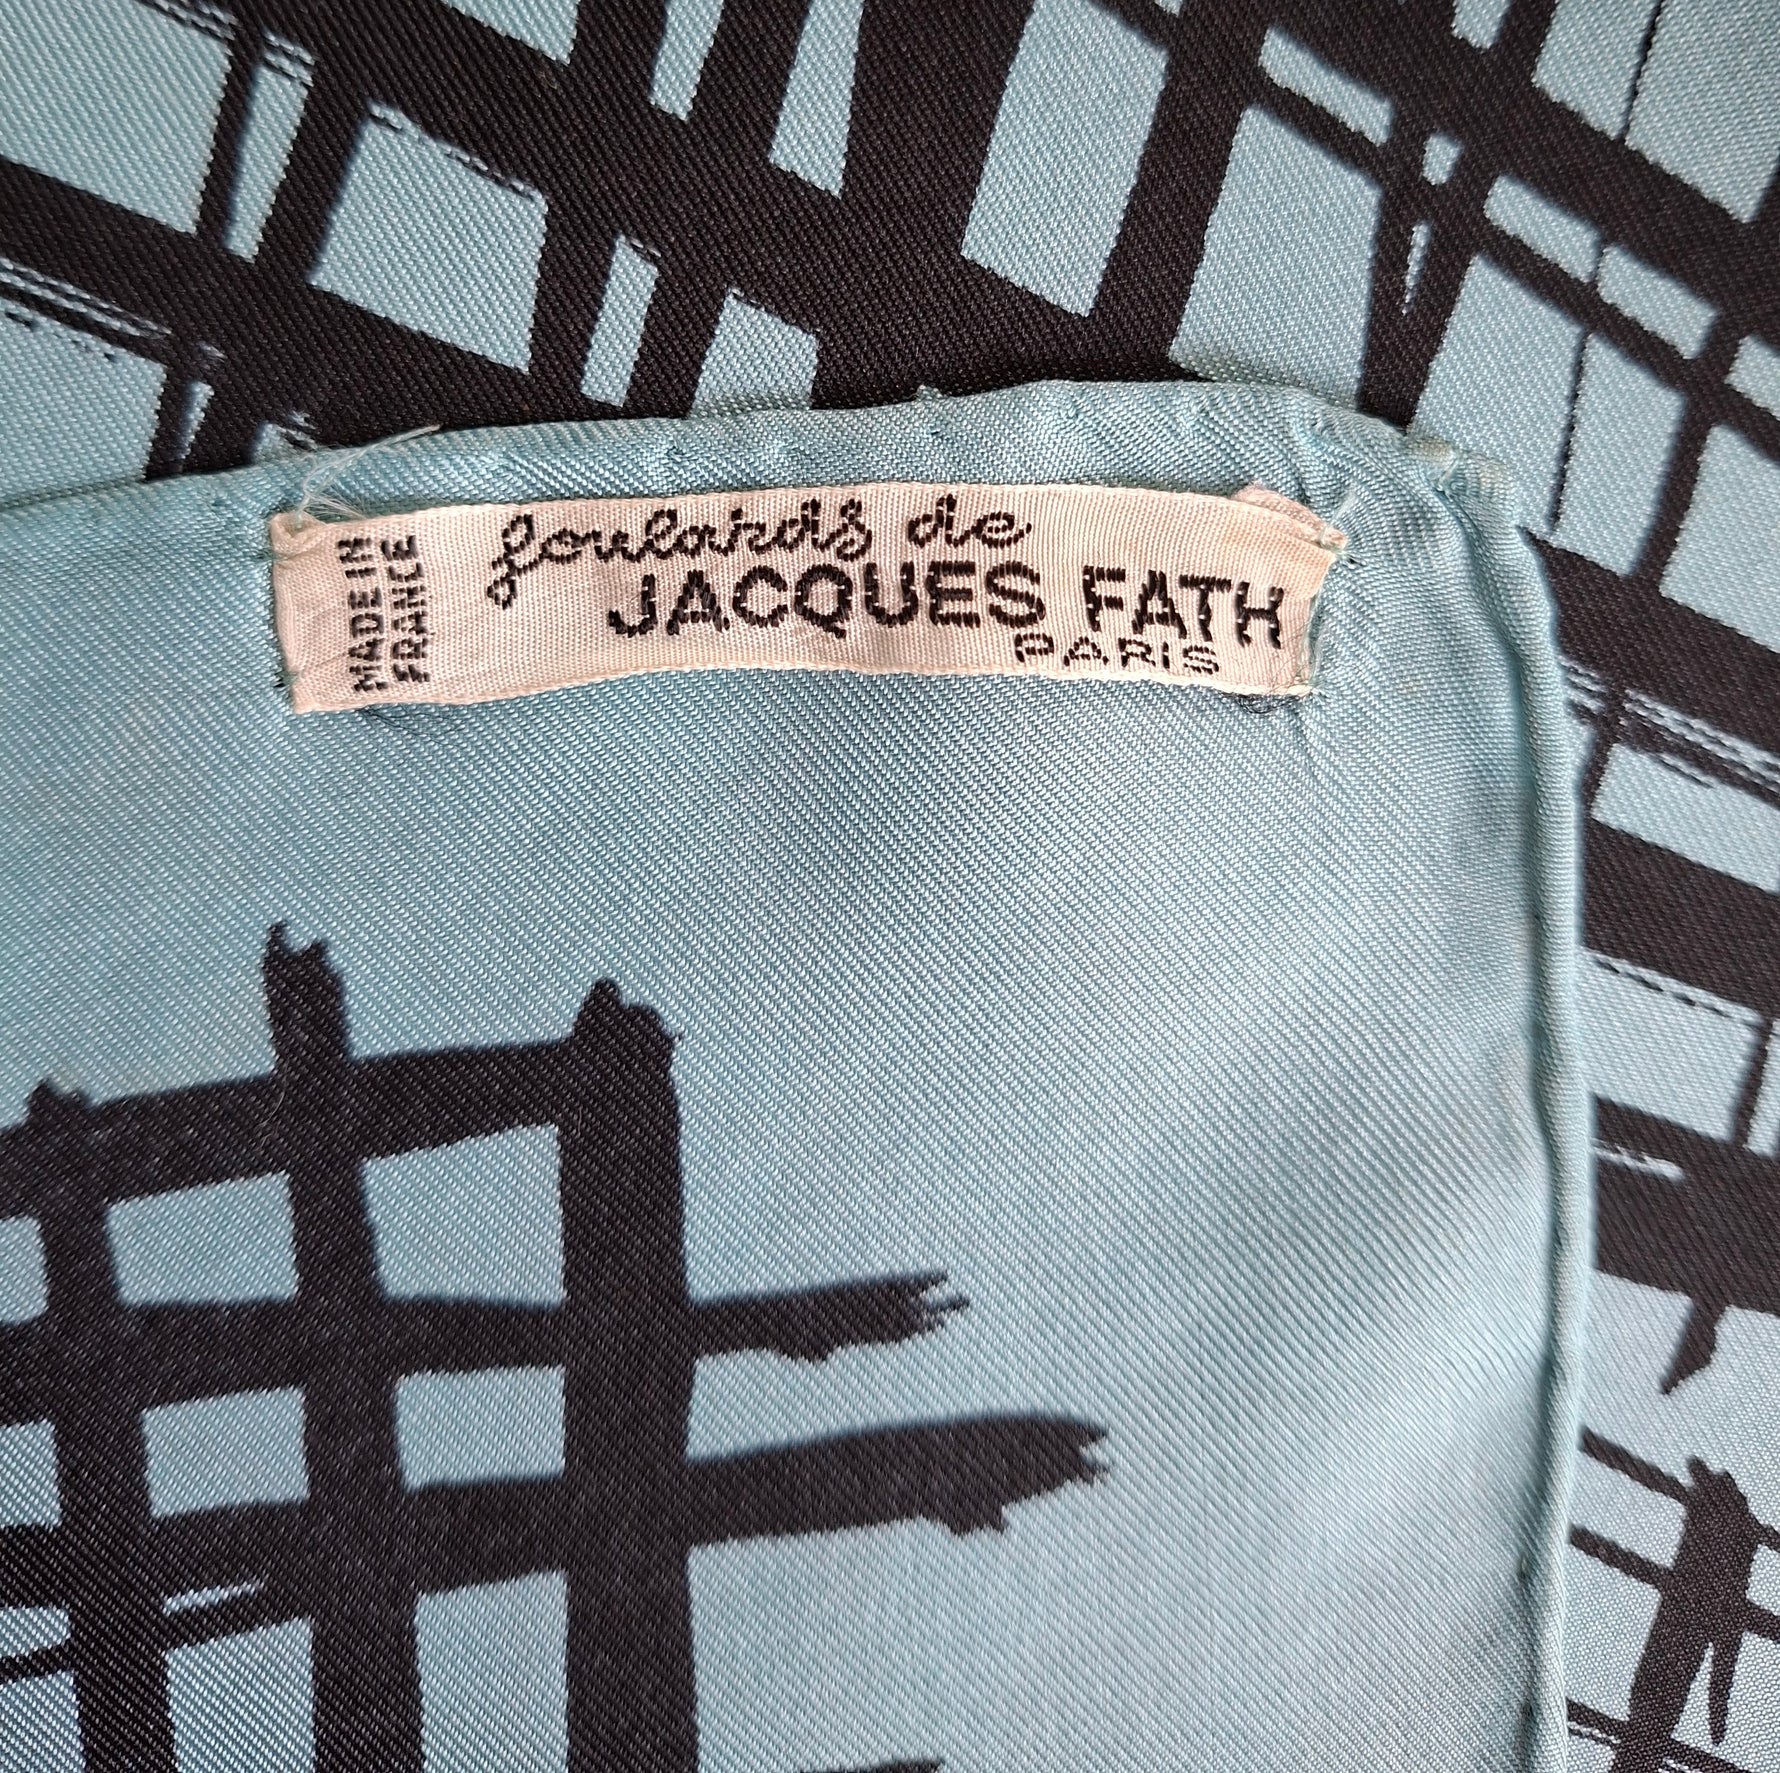 MADE IN
FRANCE
foulards de
JACQUES FATH
PARIS